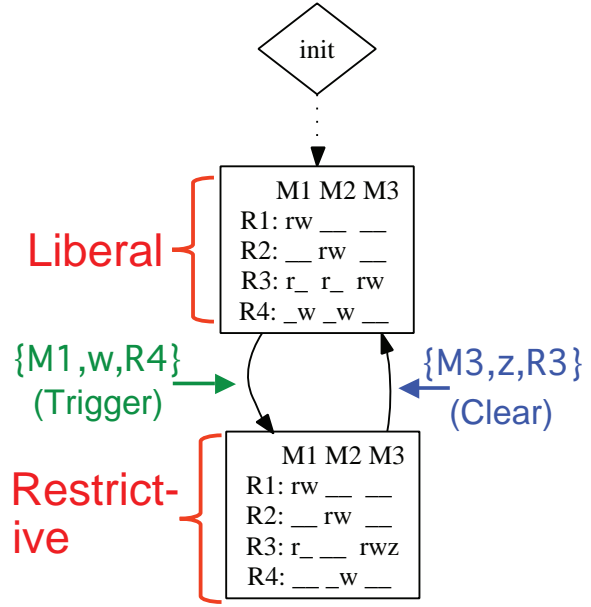 init
M1 M2 M3
R1: rw __ __
R2: __ rw __
R3: r_ r_ rw
R4: _w _w __
Liberal
{M1,w,R4}
(Trigger)
{M3,z,R3}
(Clear)
M1 M2 M3
R1: rw __ __
R2: __ rw __
R3: r_ __ rwz
R4: __ _w __
Restrict-
ive